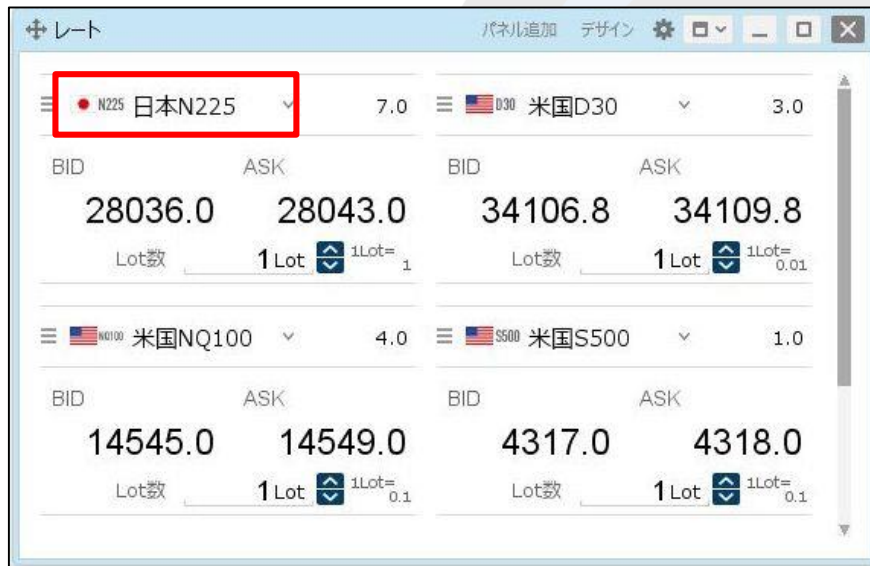 レート パネル追加 デザイン
N225 日本N225 7.0
D30 米国D30 3.0
BID ASK BID ASK
28036.0 28043.0 34106.8 34109.8
Lot数 1 Lot 1Lot= 1 Lot数 1 Lot 1Lot= 0.01
NQ100 米国NQ100 4.0
S500 米国S500 1.0
BID ASK BID ASK
14545.0 14549.0 4317.0 4318.0
Lot数 1 Lot 1Lot= 0.1 Lot数 1 Lot 1Lot= 0.1